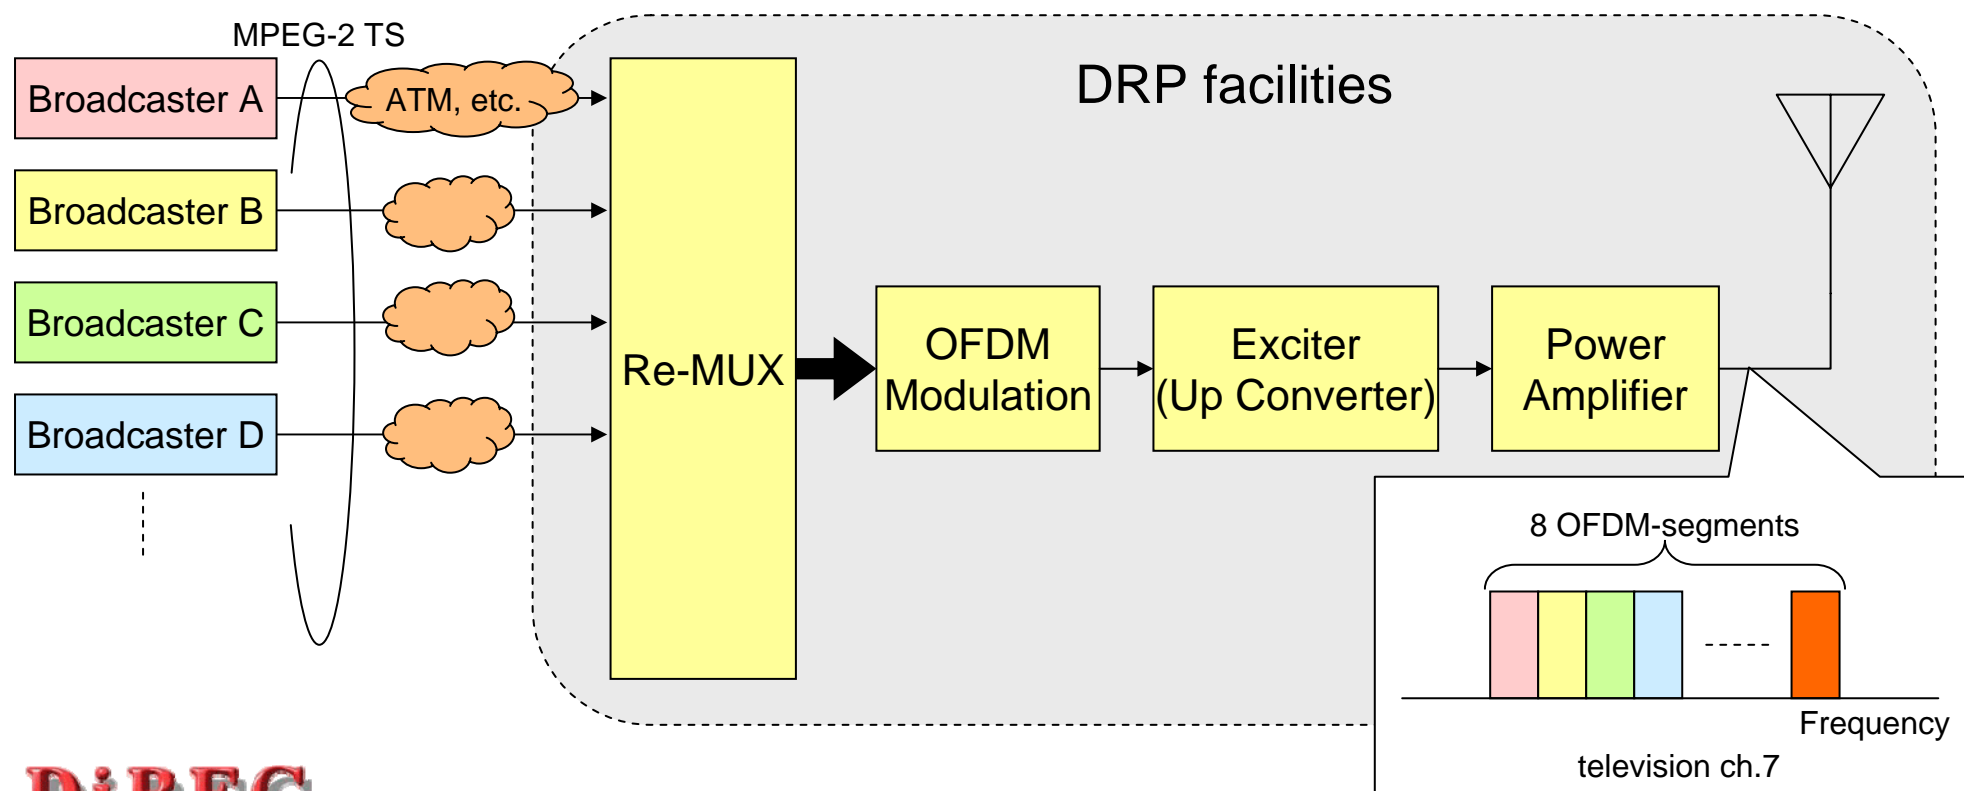 MPEG-2 TS
Broadcaster A
ATM, etc.
DRP facilities
Broadcaster B
Broadcaster C
Broadcaster D
Re-MUX
OFDM
Modulation
Exciter
(Up Converter)
Power
Amplifier
8 OFDM-segments
Frequency
television ch.7